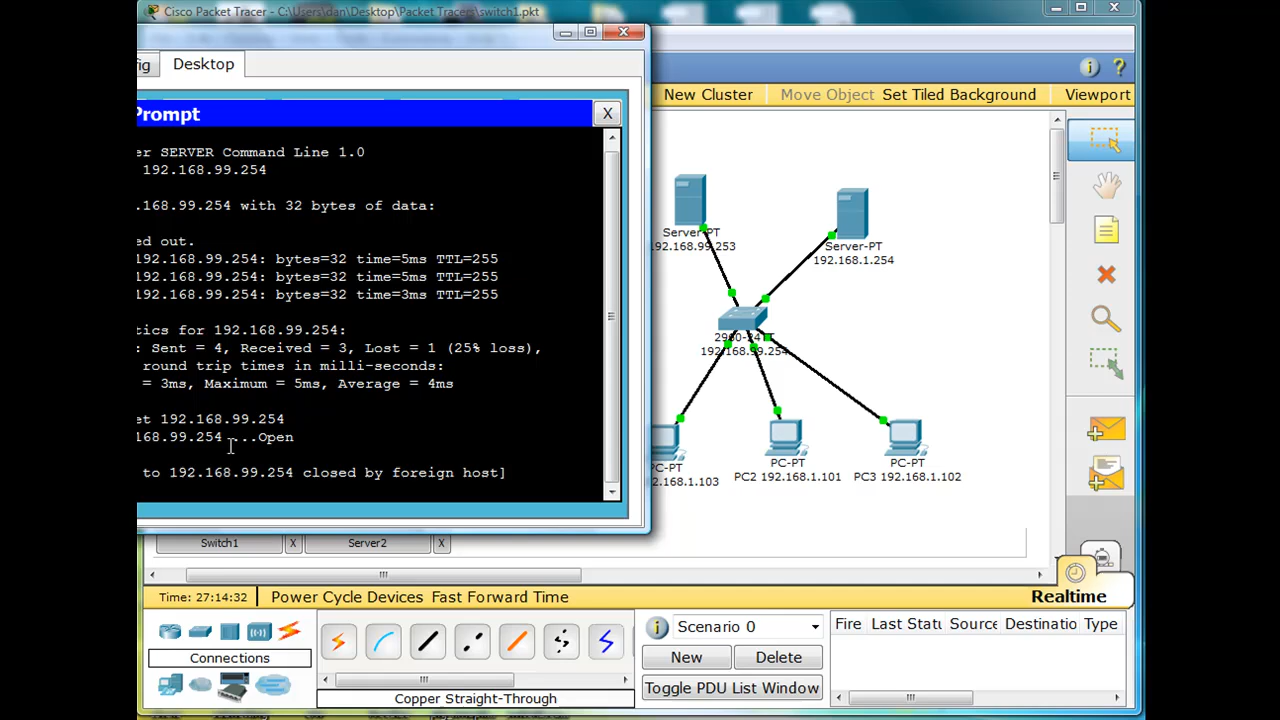 Cisco Packet Tracer - C:\Users\dan\Desktop\Packet Tracers\switch1.pkt
ig
Desktop
Prompt
X
er SERVER Command Line 1.0
192.168.99.254
.168.99.254 with 32 bytes of data:
ed out.
192.168.99.254: bytes=32 time=5ms TTL=255
192.168.99.254: bytes=32 time=5ms TTL=255
192.168.99.254: bytes=32 time=3ms TTL=255
tics for 192.168.99.254:
: Sent = 4, Received = 3, Lost = 1 (25% loss),
round trip times in milli-seconds:
= 3ms, Maximum = 5ms, Average = 4ms
et 192.168.99.254
168.99.254 ...Open
to 192.168.99.254 closed by foreign host]
New Cluster
Move Object
Set Tiled Background
Viewport
Server-PT
192.168.99.253
Server-PT
192.168.1.254
192.168.99.254
PC-PT
.168.1.103
PC-PT
PC2 192.168.1.101
PC-PT
PC3 192.168.1.102
Switch1
X
Server2
X
Time: 27:14:32
Power Cycle Devices
Fast Forward Time
Realtime
Connections
Copper Straight-Through
Scenario 0
New
Delete
Toggle PDU List Window
Fire
Last Statu
Source
Destinatio
Type